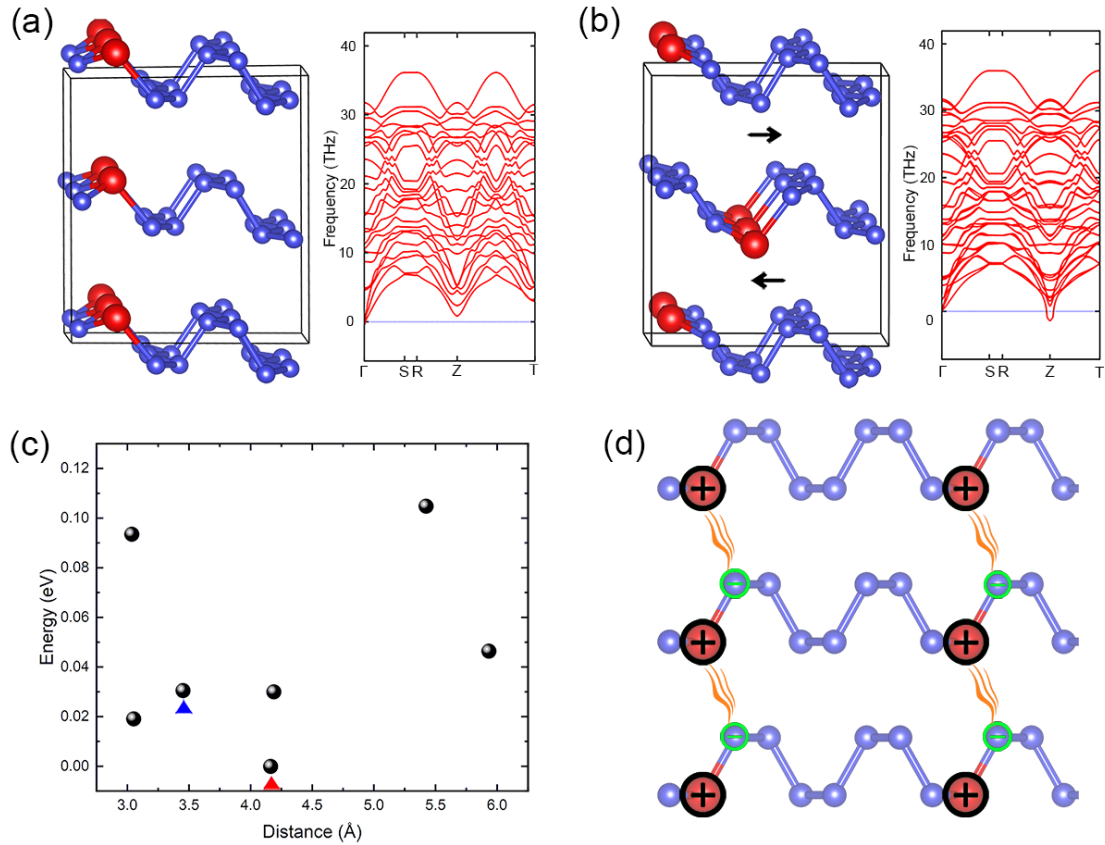 (a)
40
30
20
10
0
Frequency (THz)
Γ S R Z T
(b)
40
30
20
10
0
Frequency (THz)
Γ S R Z T
(c)
0.12
0.10
0.08
0.06
0.04
0.02
0.00
Energy (eV)
3.0 3.5 4.0 4.5 5.0 5.5 6.0
Distance (Å)
(d)
+ +
− −
+ +
− −
+ +